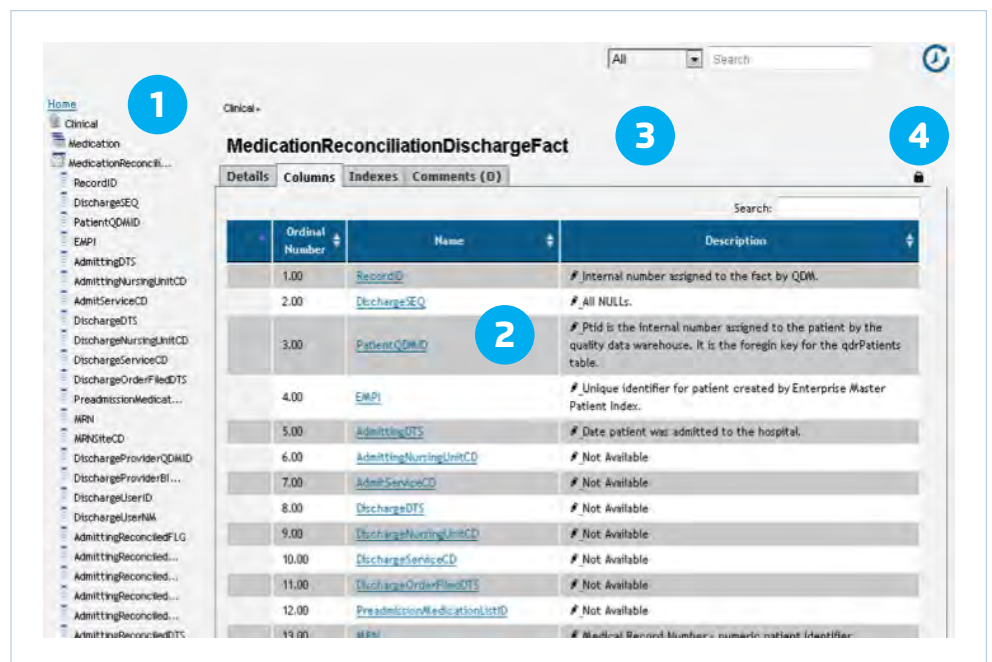 All
Search
1
3
4
Home
Clinical
Medication
MedicationReconcili...
RecordID
DischargeSEQ
PatientQDMID
EMPI
AdmittingDTS
AdmittingNursingUnitCD
AdmitServiceCD
DischargeDTS
DischargeNursingUnitCD
DischargeServiceCD
DischargeOrderFiledDTS
PreadmissionMedicat...
MRN
MRNSiteCD
DischargeProviderQDMID
DischargeProviderBI...
DischargeUserID
DischargeUserNM
AdmittingReconciledFLG
AdmittingReconciled...
AdmittingReconciled...
AdmittingReconciled...
AdmittingReconciled...
AdmittingReconciledDTS
Clinical
MedicationReconciliationDischargeFact
Details Columns Indexes Comments (0)
Search:
Ordinal Number Name Description
1.00 RecordID Internal number assigned to the fact by QDM.
2.00 DischargeSEQ All NULLs.
2
3.00 PatientQDMID Ptid is the internal number assigned to the patient by the
quality data warehouse. It is the foregin key for the qdrPatients
table.
4.00 EMPI Unique identifier for patient created by Enterprise Master
Patient Index.
5.00 AdmittingDTS Date patient was admitted to the hospital.
6.00 AdmittingNursingUnitCD Not Available
7.00 AdmitServiceCD Not Available
8.00 DischargeDTS Not Available
9.00 DischargeNursingUnitCD Not Available
10.00 DischargeServiceCD Not Available
11.00 DischargeOrderFiledDTS Not Available
12.00 PreadmissionMedicationListID Not Available
13.00 MRN Medical Record Number - numeric patient identifier